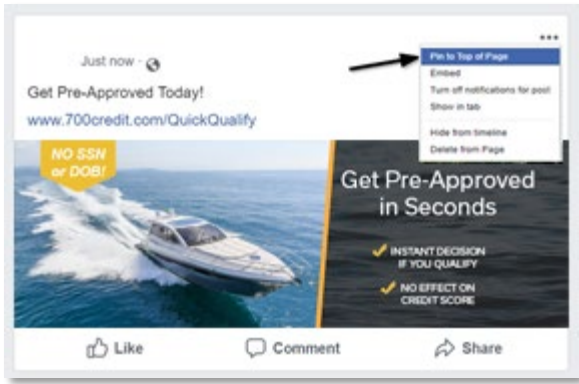 •••
Pin to Top of Page
Embed
Turn off notifications for post
Show in tab
Hide from timeline
Delete from Page
Just now ·
Get Pre-Approved Today!
www.700credit.com/QuickQualify
NO SSN
or DOB!
Get Pre-Approved
in Seconds
INSTANT DECISION
IF YOU QUALIFY
NO EFFECT ON
CREDIT SCORE
Like
Comment
Share